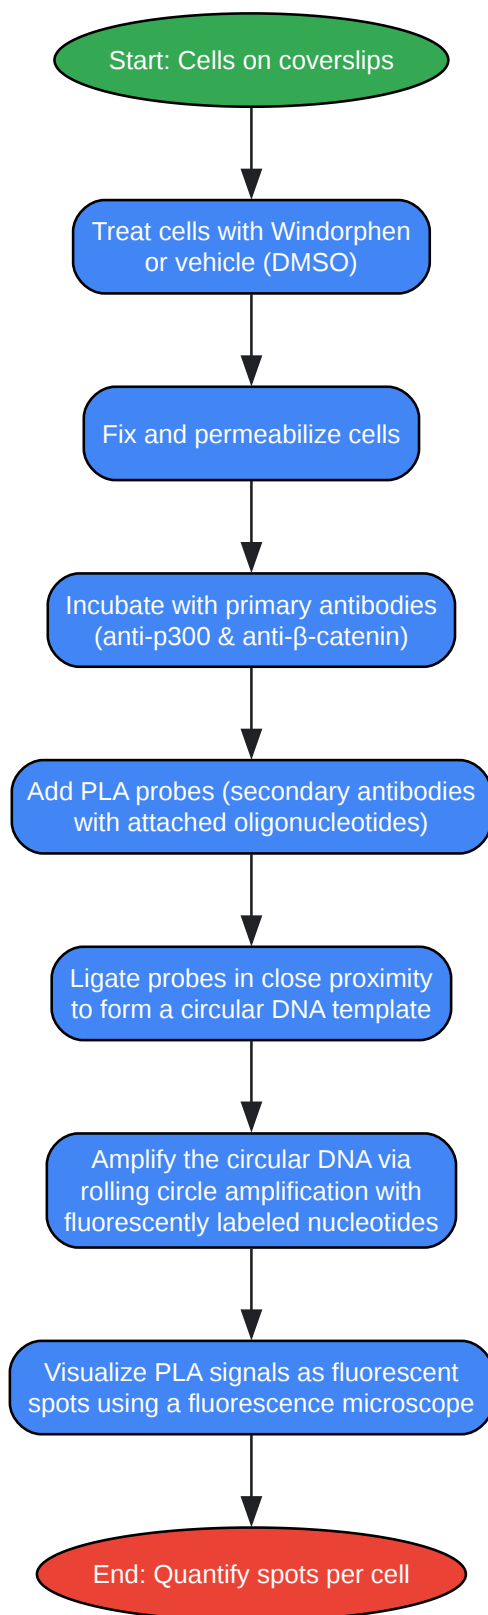 Start: Cells on coverslips
Treat cells with Windorphen
or vehicle (DMSO)
Fix and permeabilize cells
Incubate with primary antibodies
(anti-p300 & anti-β-catenin)
Add PLA probes (secondary antibodies
with attached oligonucleotides)
Ligate probes in close proximity
to form a circular DNA template
Amplify the circular DNA via
rolling circle amplification with
fluorescently labeled nucleotides
Visualize PLA signals as fluorescent
spots using a fluorescence microscope
End: Quantify spots per cell